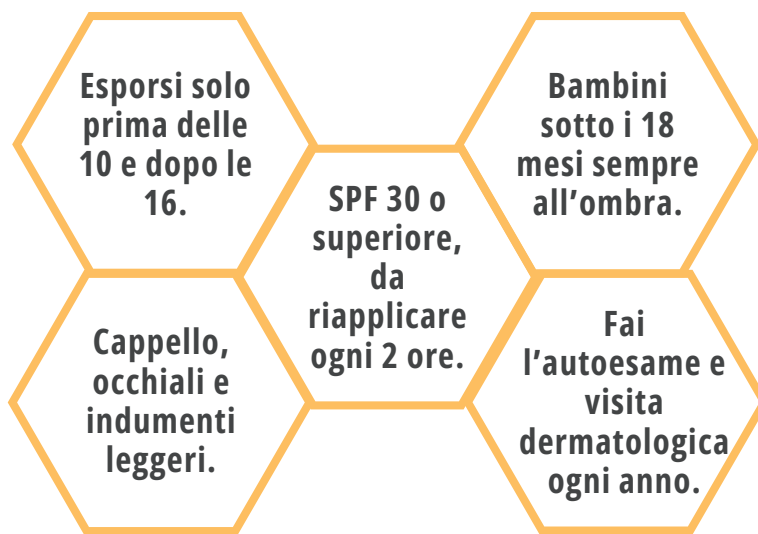 Esporsi solo
prima delle
10 e dopo le
16.
Bambini
sotto i 18
mesi sempre
all’ombra.
SPF 30 o
superiore,
da
riapplicare
ogni 2 ore.
Cappello,
occhiali e
indumenti
leggeri.
Fai
l’autoesame e
visita
dermatologica
ogni anno.